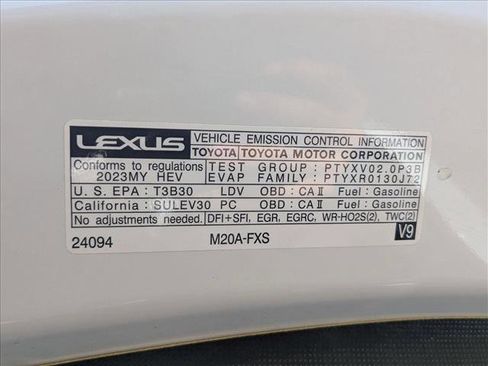 LEXUS VEHICLE EMISSION CONTROL INFORMATION
TOYOTA TOYOTA MOTOR CORPORATION
Conforms to regulations: 2023MY HEV
TEST GROUP : PTYXV02.0P3B
EVAP FAMILY : PTYXR0130J72
U.S. EPA : T3B30 LDV OBD : CA II Fuel : Gasoline
California : SULEV30 PC OBD : CA II Fuel : Gasoline
No adjustments needed. DFI+SFI, EGR, EGRC, WR-HO2S(2), TWC(2)
24094 M20A-FXS V9